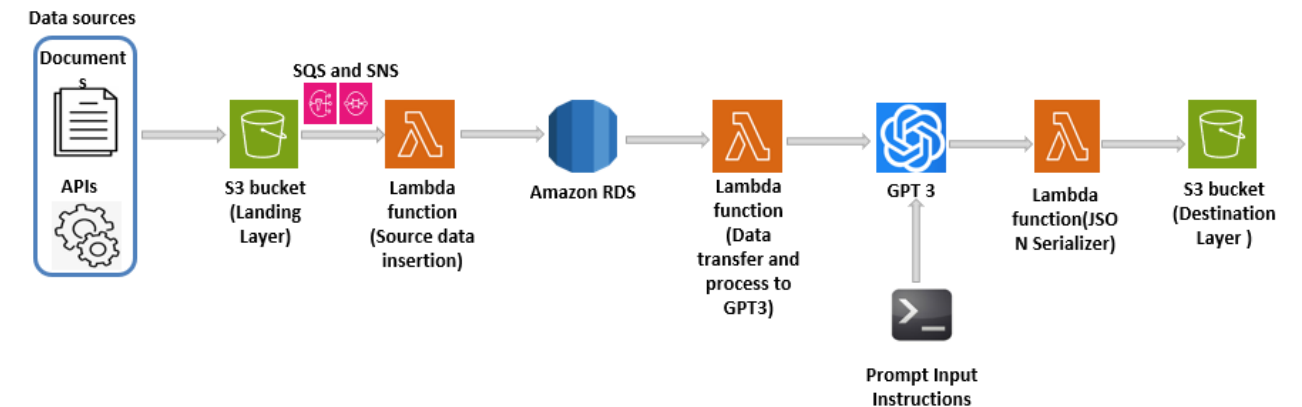 Data sources
Document
s
APIs
SQS and SNS
S3 bucket
(Landing
Layer)
Lambda
function
(Source data
insertion)
Amazon RDS
Lambda
function
(Data
transfer and
process to
GPT3)
GPT 3
Prompt Input
Instructions
Lambda
function(JSO
N Serializer)
S3 bucket
(Destination
Layer )